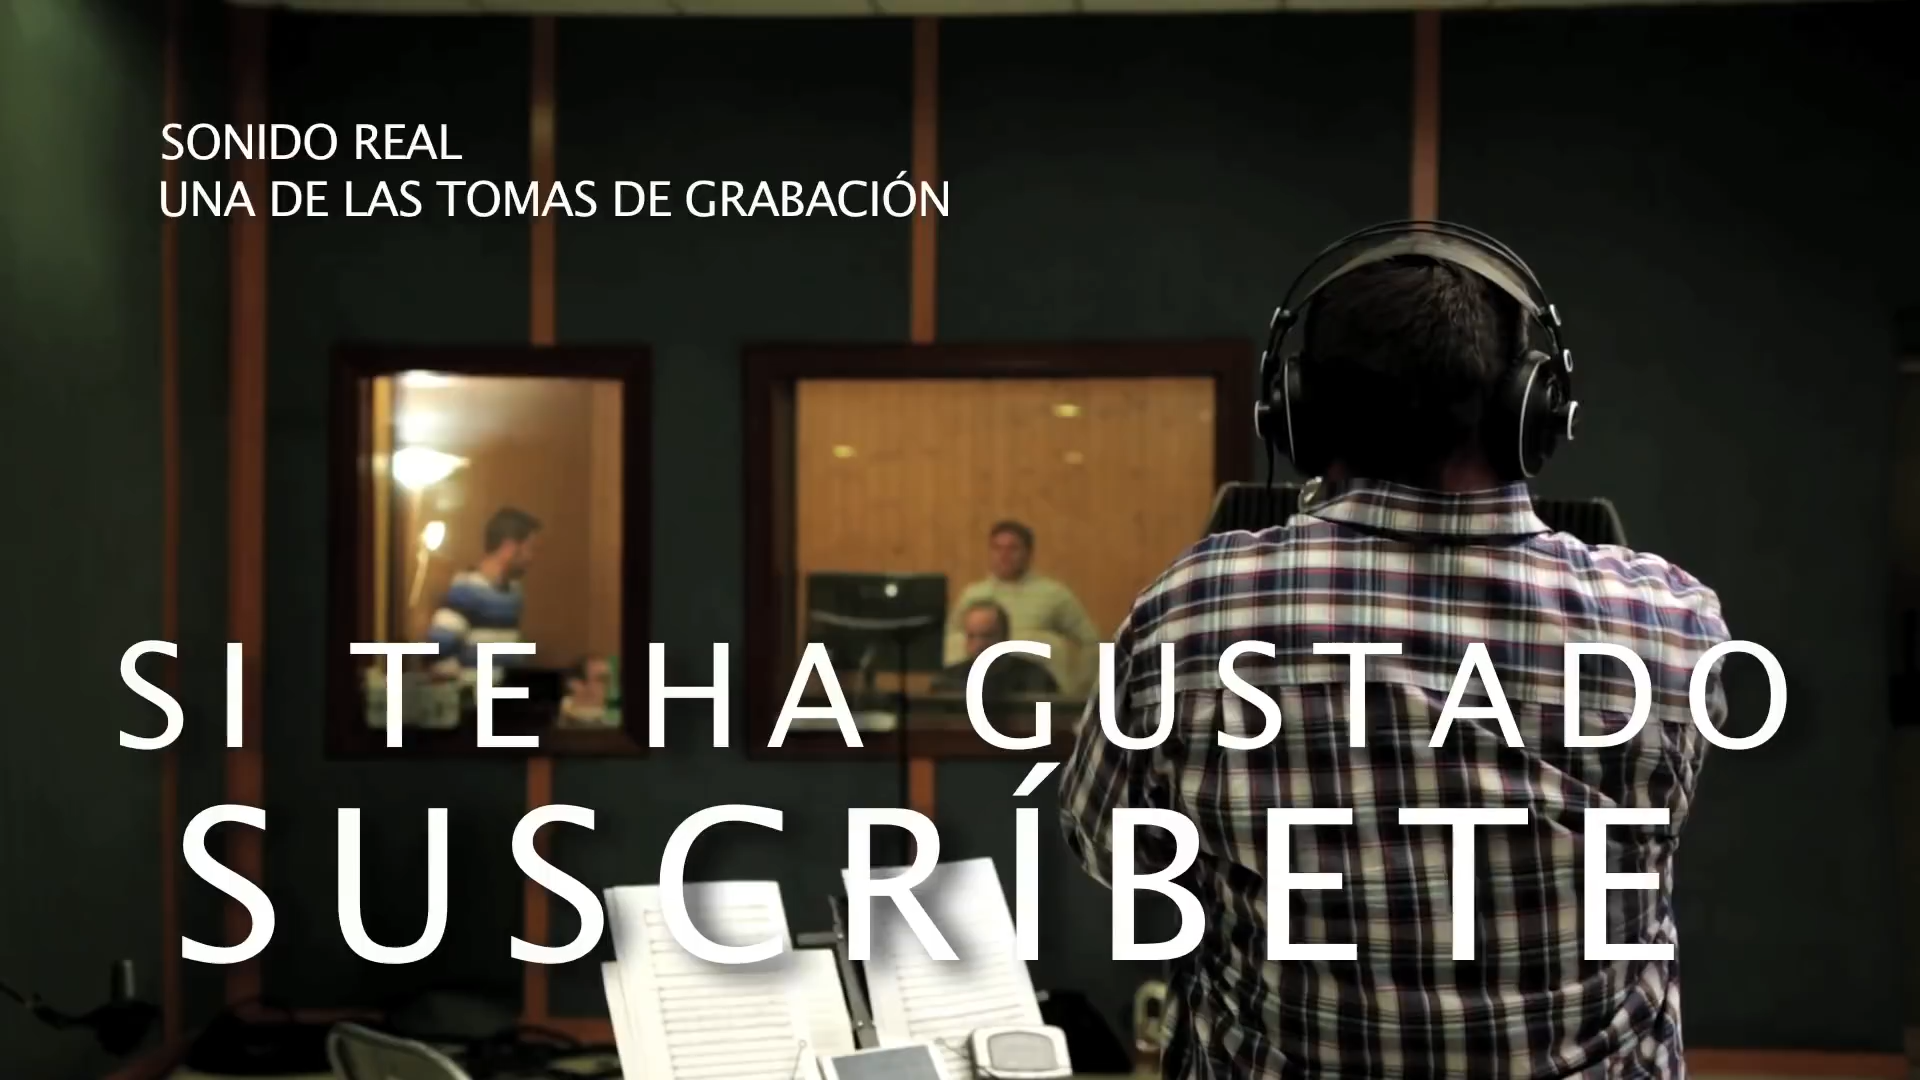 SONIDO REAL
UNA DE LAS TOMAS DE GRABACIÓN
SI TE HA GUSTADO
SUSCRÍBETE